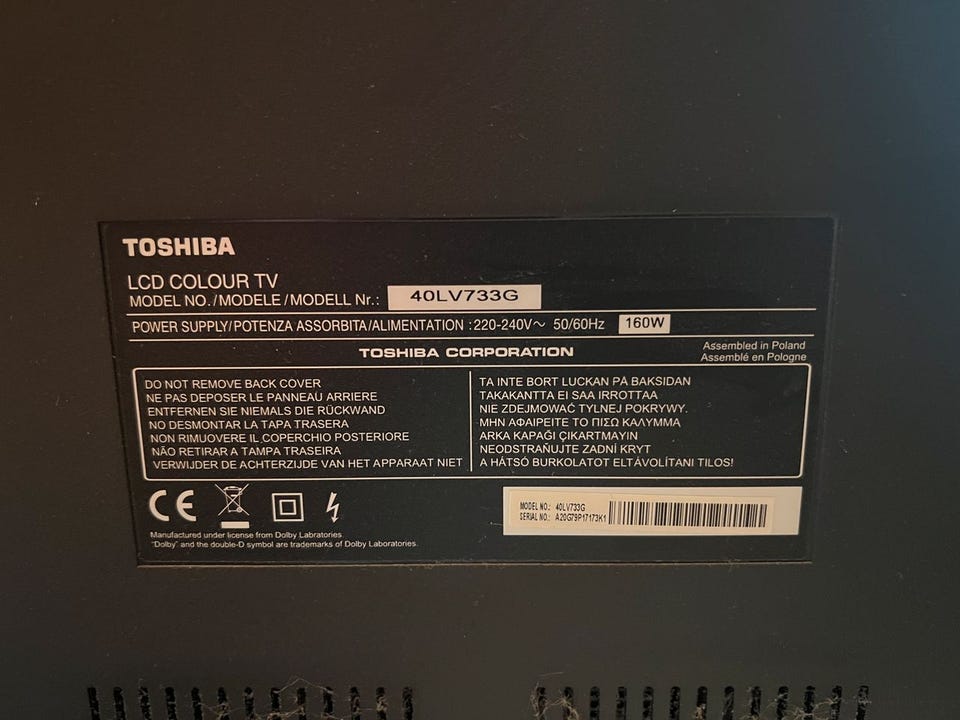 TOSHIBA
LCD COLOUR TV
MODEL NO./MODELE/MODELL Nr.: 40LV733G
POWER SUPPLY/POTENZA ASSORBITA/ALIMENTATION :220-240V～ 50/60Hz 160W
TOSHIBA CORPORATION
Assembled in Poland
Assemblé en Pologne
DO NOT REMOVE BACK COVER
NE PAS DEPOSER LE PANNEAU ARRIERE
ENTFERNEN SIE NIEMALS DIE RÜCKWAND
NO DESMONTAR LA TAPA TRASERA
NON RIMUOVERE IL COPERCHIO POSTERIORE
NÃO RETIRAR A TAMPA TRASEIRA
VERWIJDER DE ACHTERZIJDE VAN HET APPARAAT NIET
TA INTE BORT LUCKAN PÅ BAKSIDAN
TAKAKANTTA EI SAA IRROTTAA
NIE ZDEJMOWAĆ TYLNEJ POKRYWY.
ΜΗΝ ΑΦΑΙΡΕΙΤΕ ΤΟ ΠΙΣΩ ΚΑΛΥΜΜΑ
ARKA KAPAĞI ÇIKARTMAYIN
NEODSTRAŇUJTE ZADNÍ KRYT
A HÁTSÓ BURKOLATOT ELTÁVOLÍTANI TILOS!
CE
MODEL NO.: 40LV733G
SERIAL NO.: A20G79P17173K1
Manufactured under license from Dolby Labratories.
"Dolby" and the double-D symbol are trademarks of Dolby Laboratories.